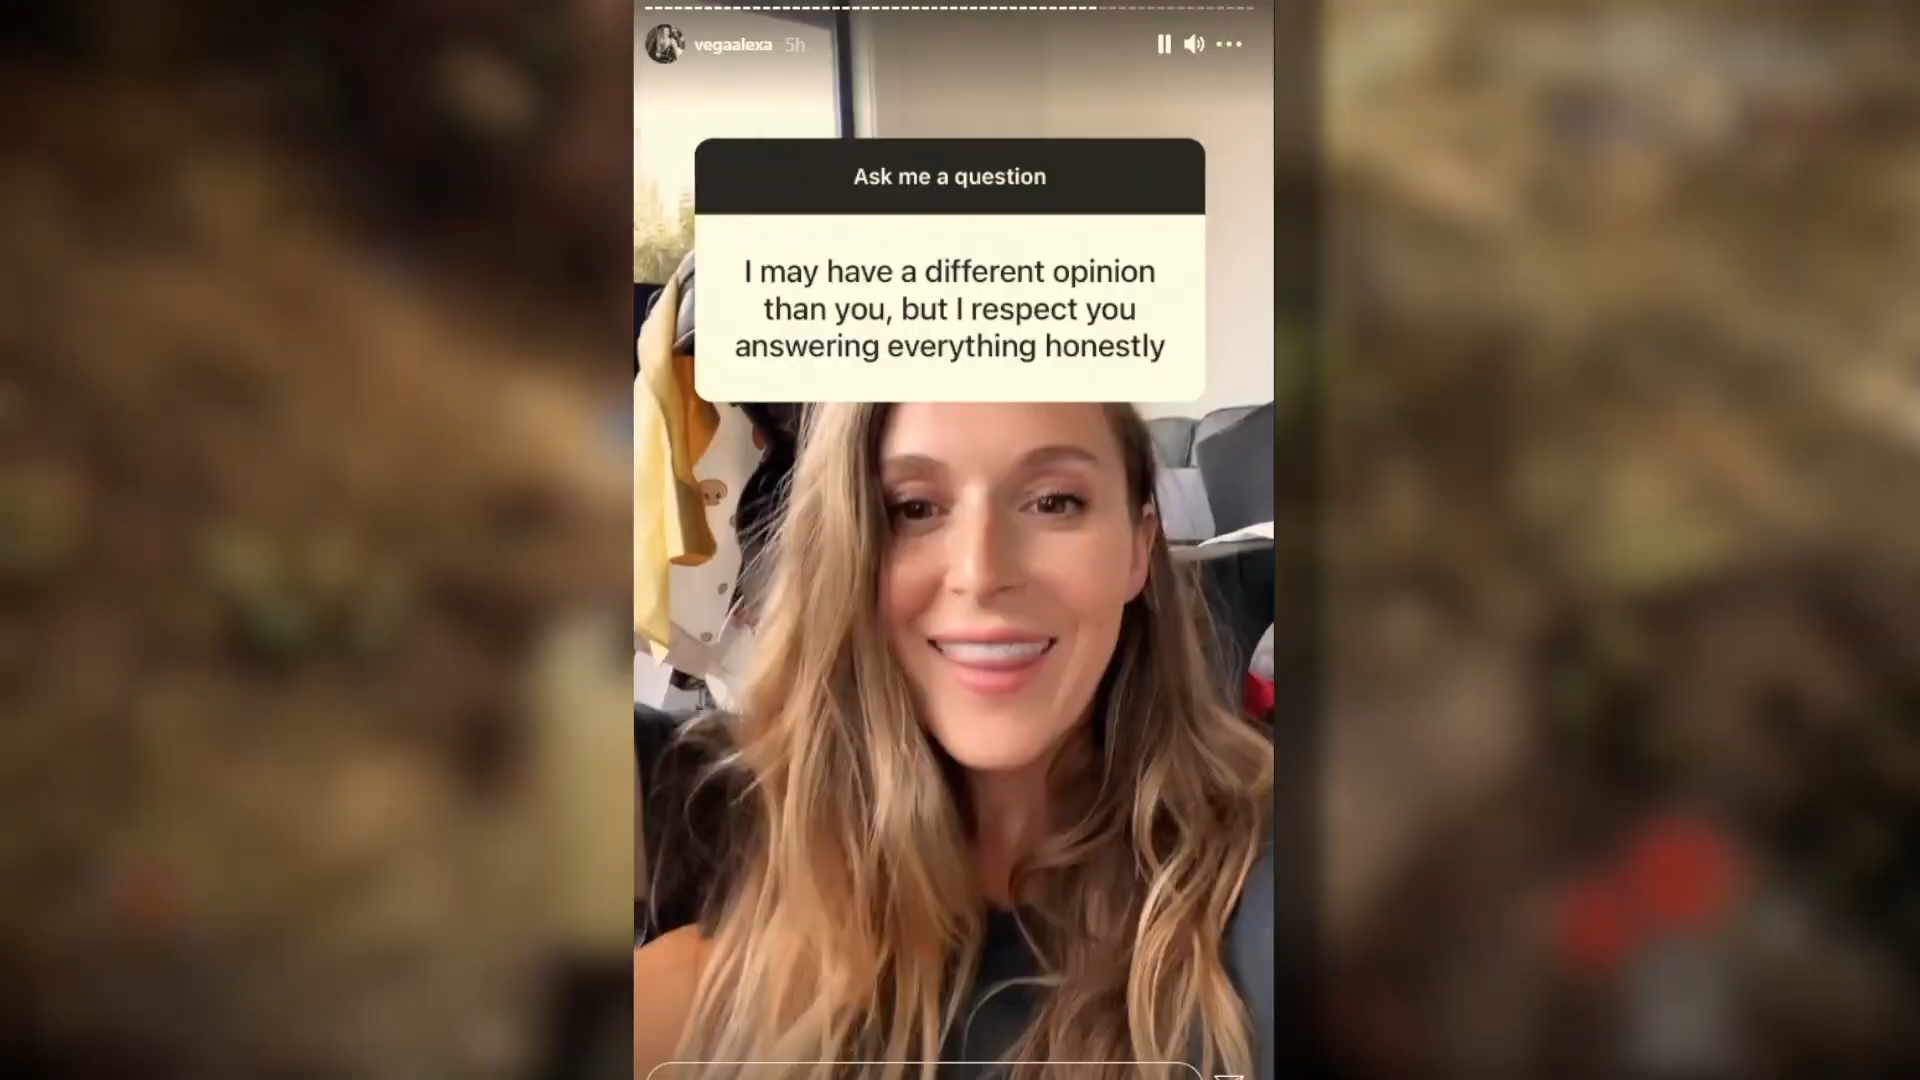 vegaalexa 5h
Ask me a question
I may have a different opinion
than you, but I respect you
answering everything honestly